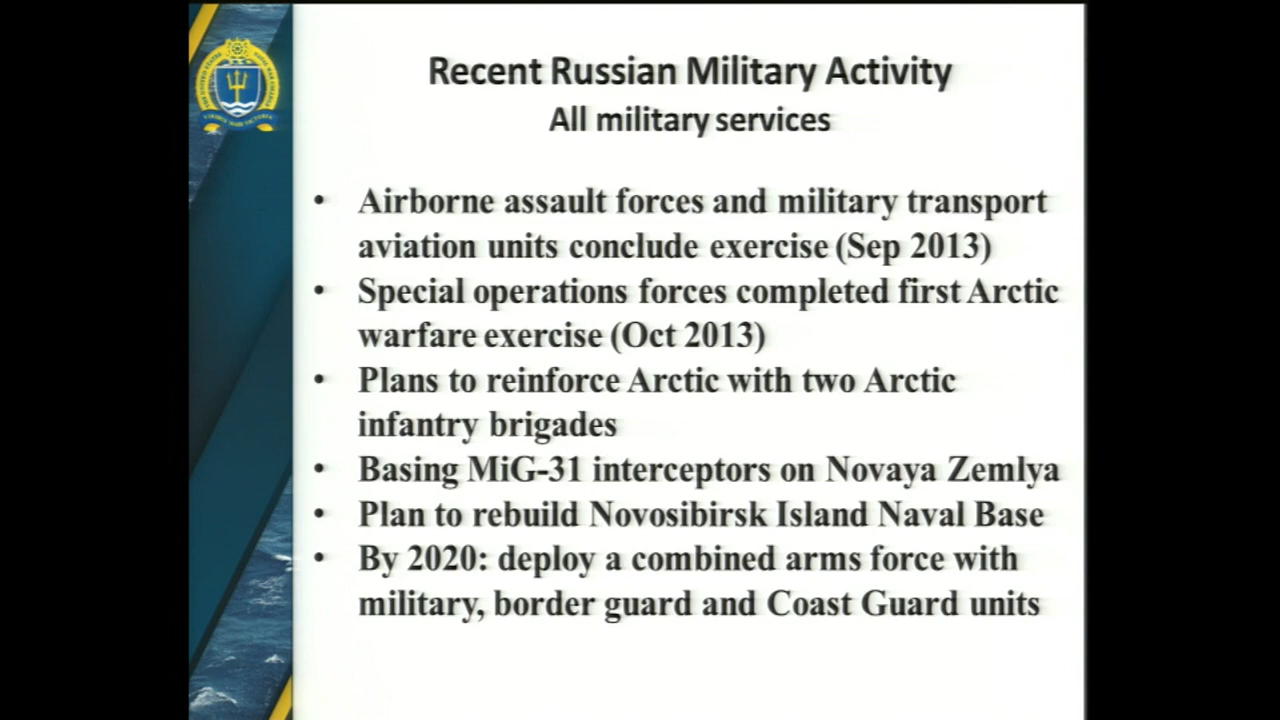 Recent Russian Military Activity
All military services
• Airborne assault forces and military transport
aviation units conclude exercise (Sep 2013)
• Special operations forces completed first Arctic
warfare exercise (Oct 2013)
• Plans to reinforce Arctic with two Arctic
infantry brigades
• Basing MiG-31 interceptors on Novaya Zemlya
• Plan to rebuild Novosibirsk Island Naval Base
• By 2020: deploy a combined arms force with
military, border guard and Coast Guard units